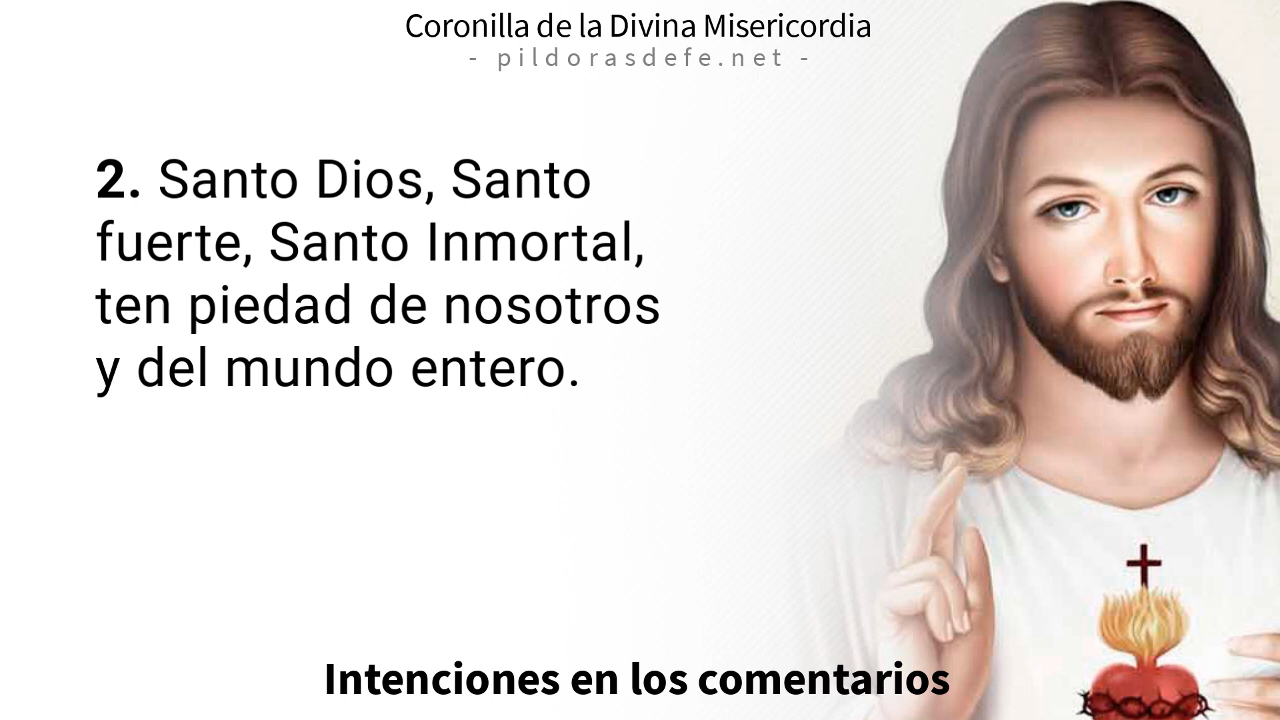 Coronilla de la Divina Misericordia
- pildorasdefe.net -
2. Santo Dios, Santo
fuerte, Santo Inmortal,
ten piedad de nosotros
y del mundo entero.
Intenciones en los comentarios